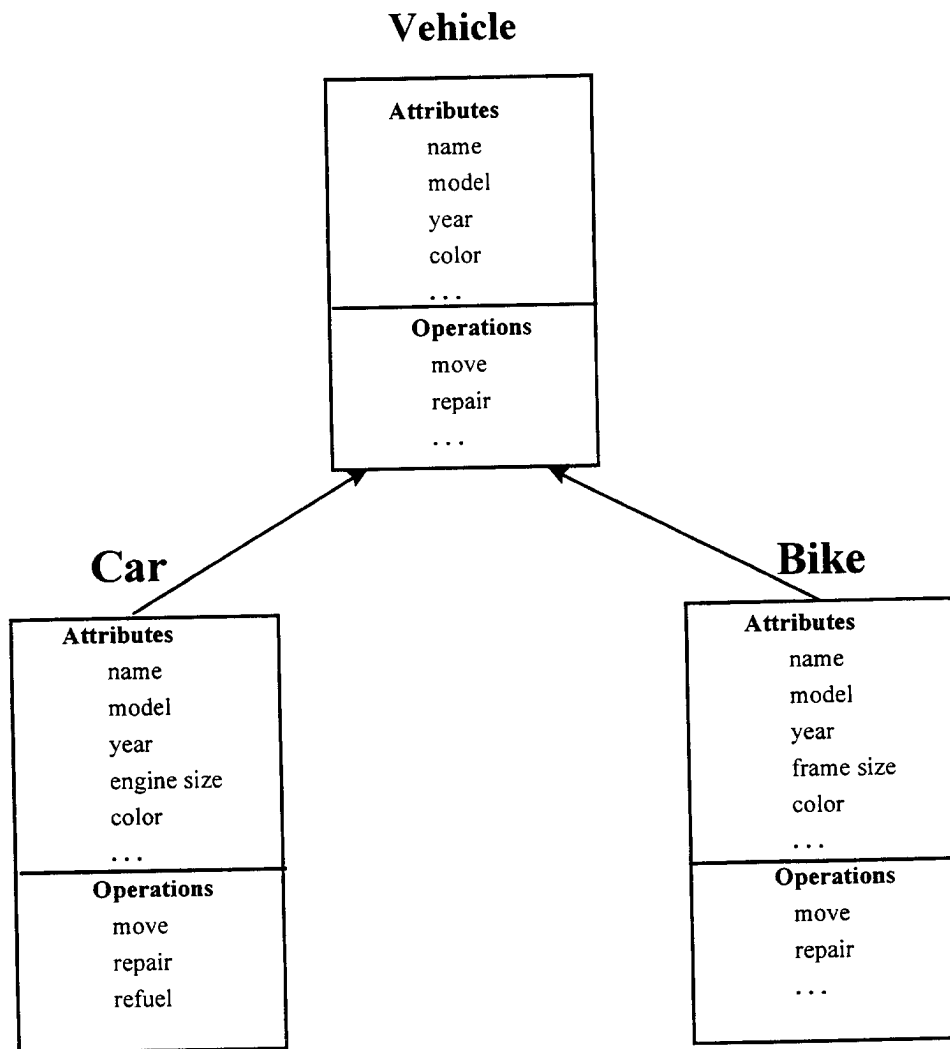 Vehicle
Attributes
name
model
year
color
...
Operations
move
repair
...
Car
Attributes
name
model
year
engine size
color
...
Operations
move
repair
refuel
Bike
Attributes
name
model
year
frame size
color
...
Operations
move
repair
...